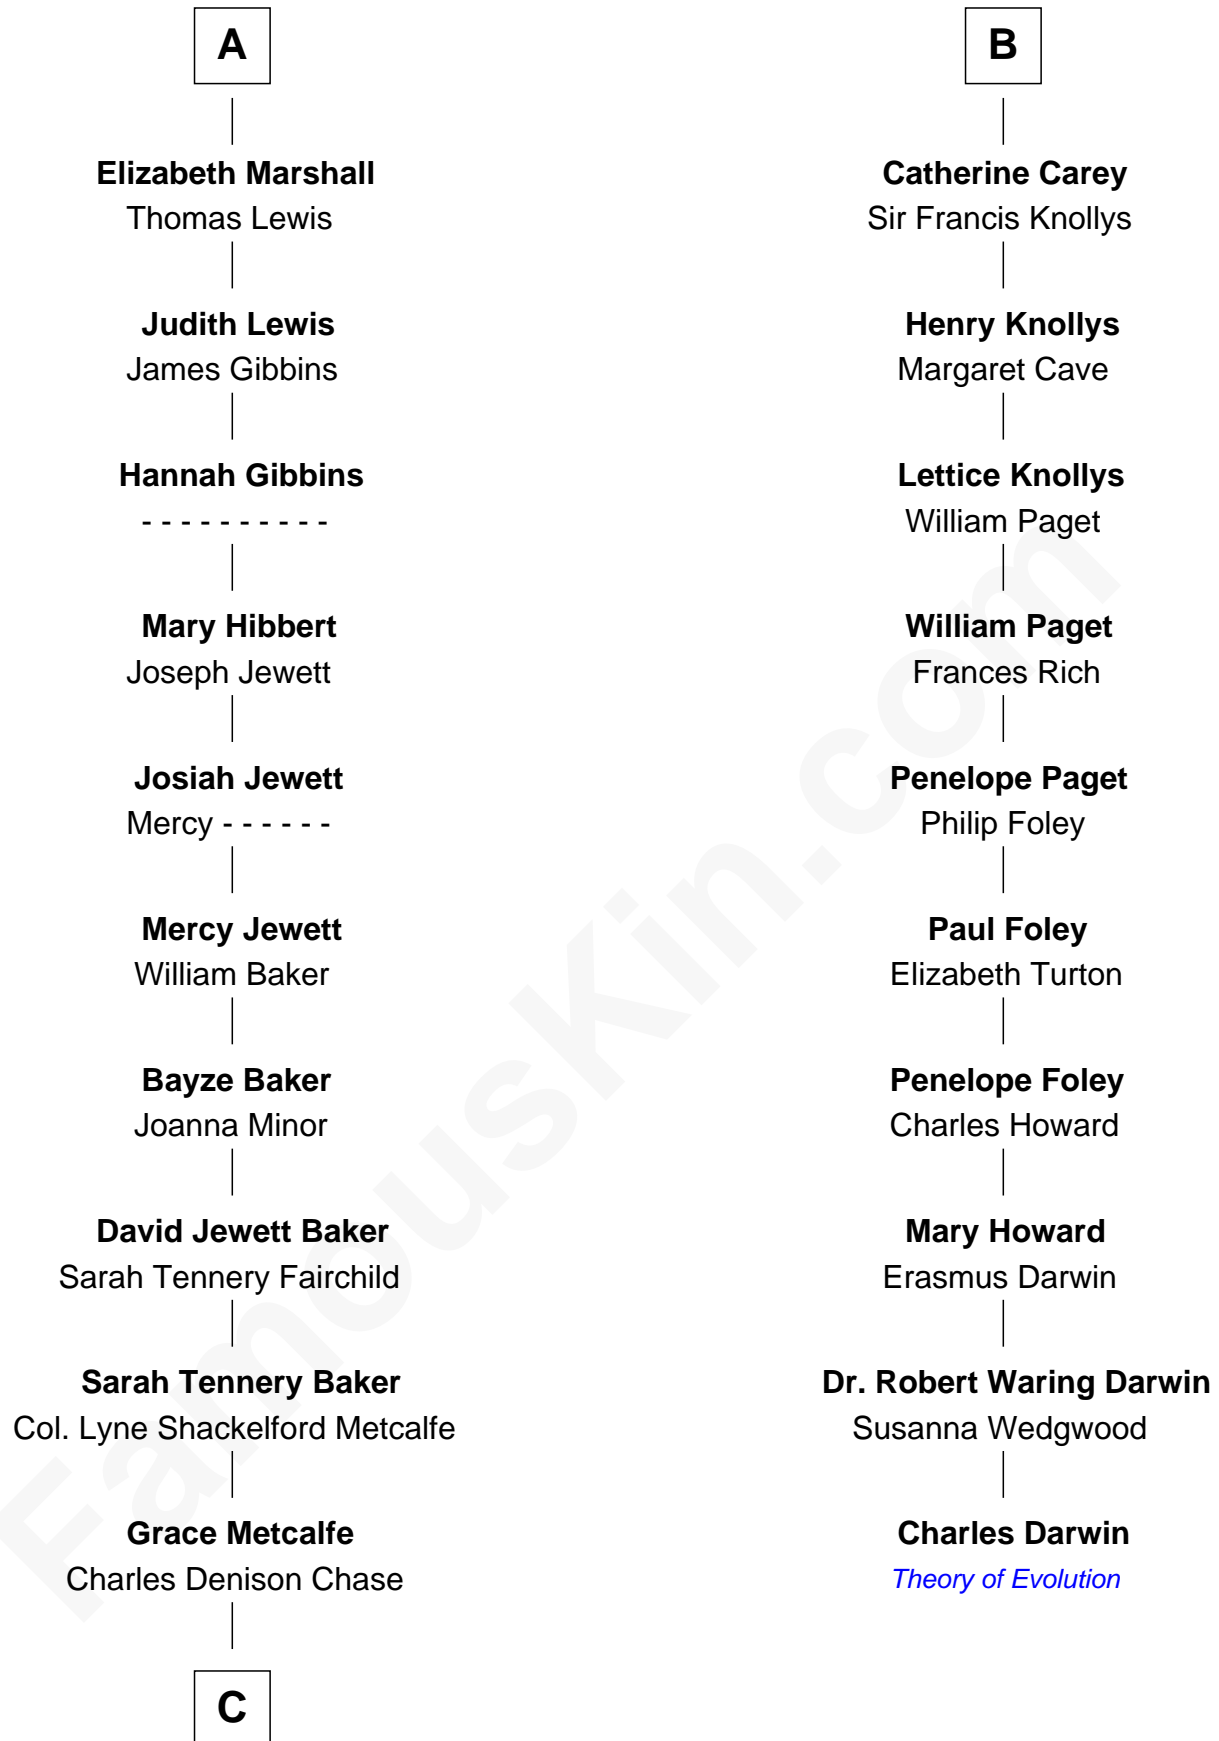 A
Elizabeth Marshall
Thomas Lewis
Judith Lewis
James Gibbins
Hannah Gibbins
- - - - - - - - - -
Mary Hibbert
Joseph Jewett
Josiah Jewett
Mercy - - - - - -
Mercy Jewett
William Baker
Bayze Baker
Joanna Minor
David Jewett Baker
Sarah Tennery Fairchild
Sarah Tennery Baker
Col. Lyne Shackelford Metcalfe
Grace Metcalfe
Charles Denison Chase
C
B
Catherine Carey
Sir Francis Knollys
Henry Knollys
Margaret Cave
Lettice Knollys
William Paget
William Paget
Frances Rich
Penelope Paget
Philip Foley
Paul Foley
Elizabeth Turton
Penelope Foley
Charles Howard
Mary Howard
Erasmus Darwin
Dr. Robert Waring Darwin
Susanna Wedgwood
Charles Darwin
Theory of Evolution
FamousKin.com